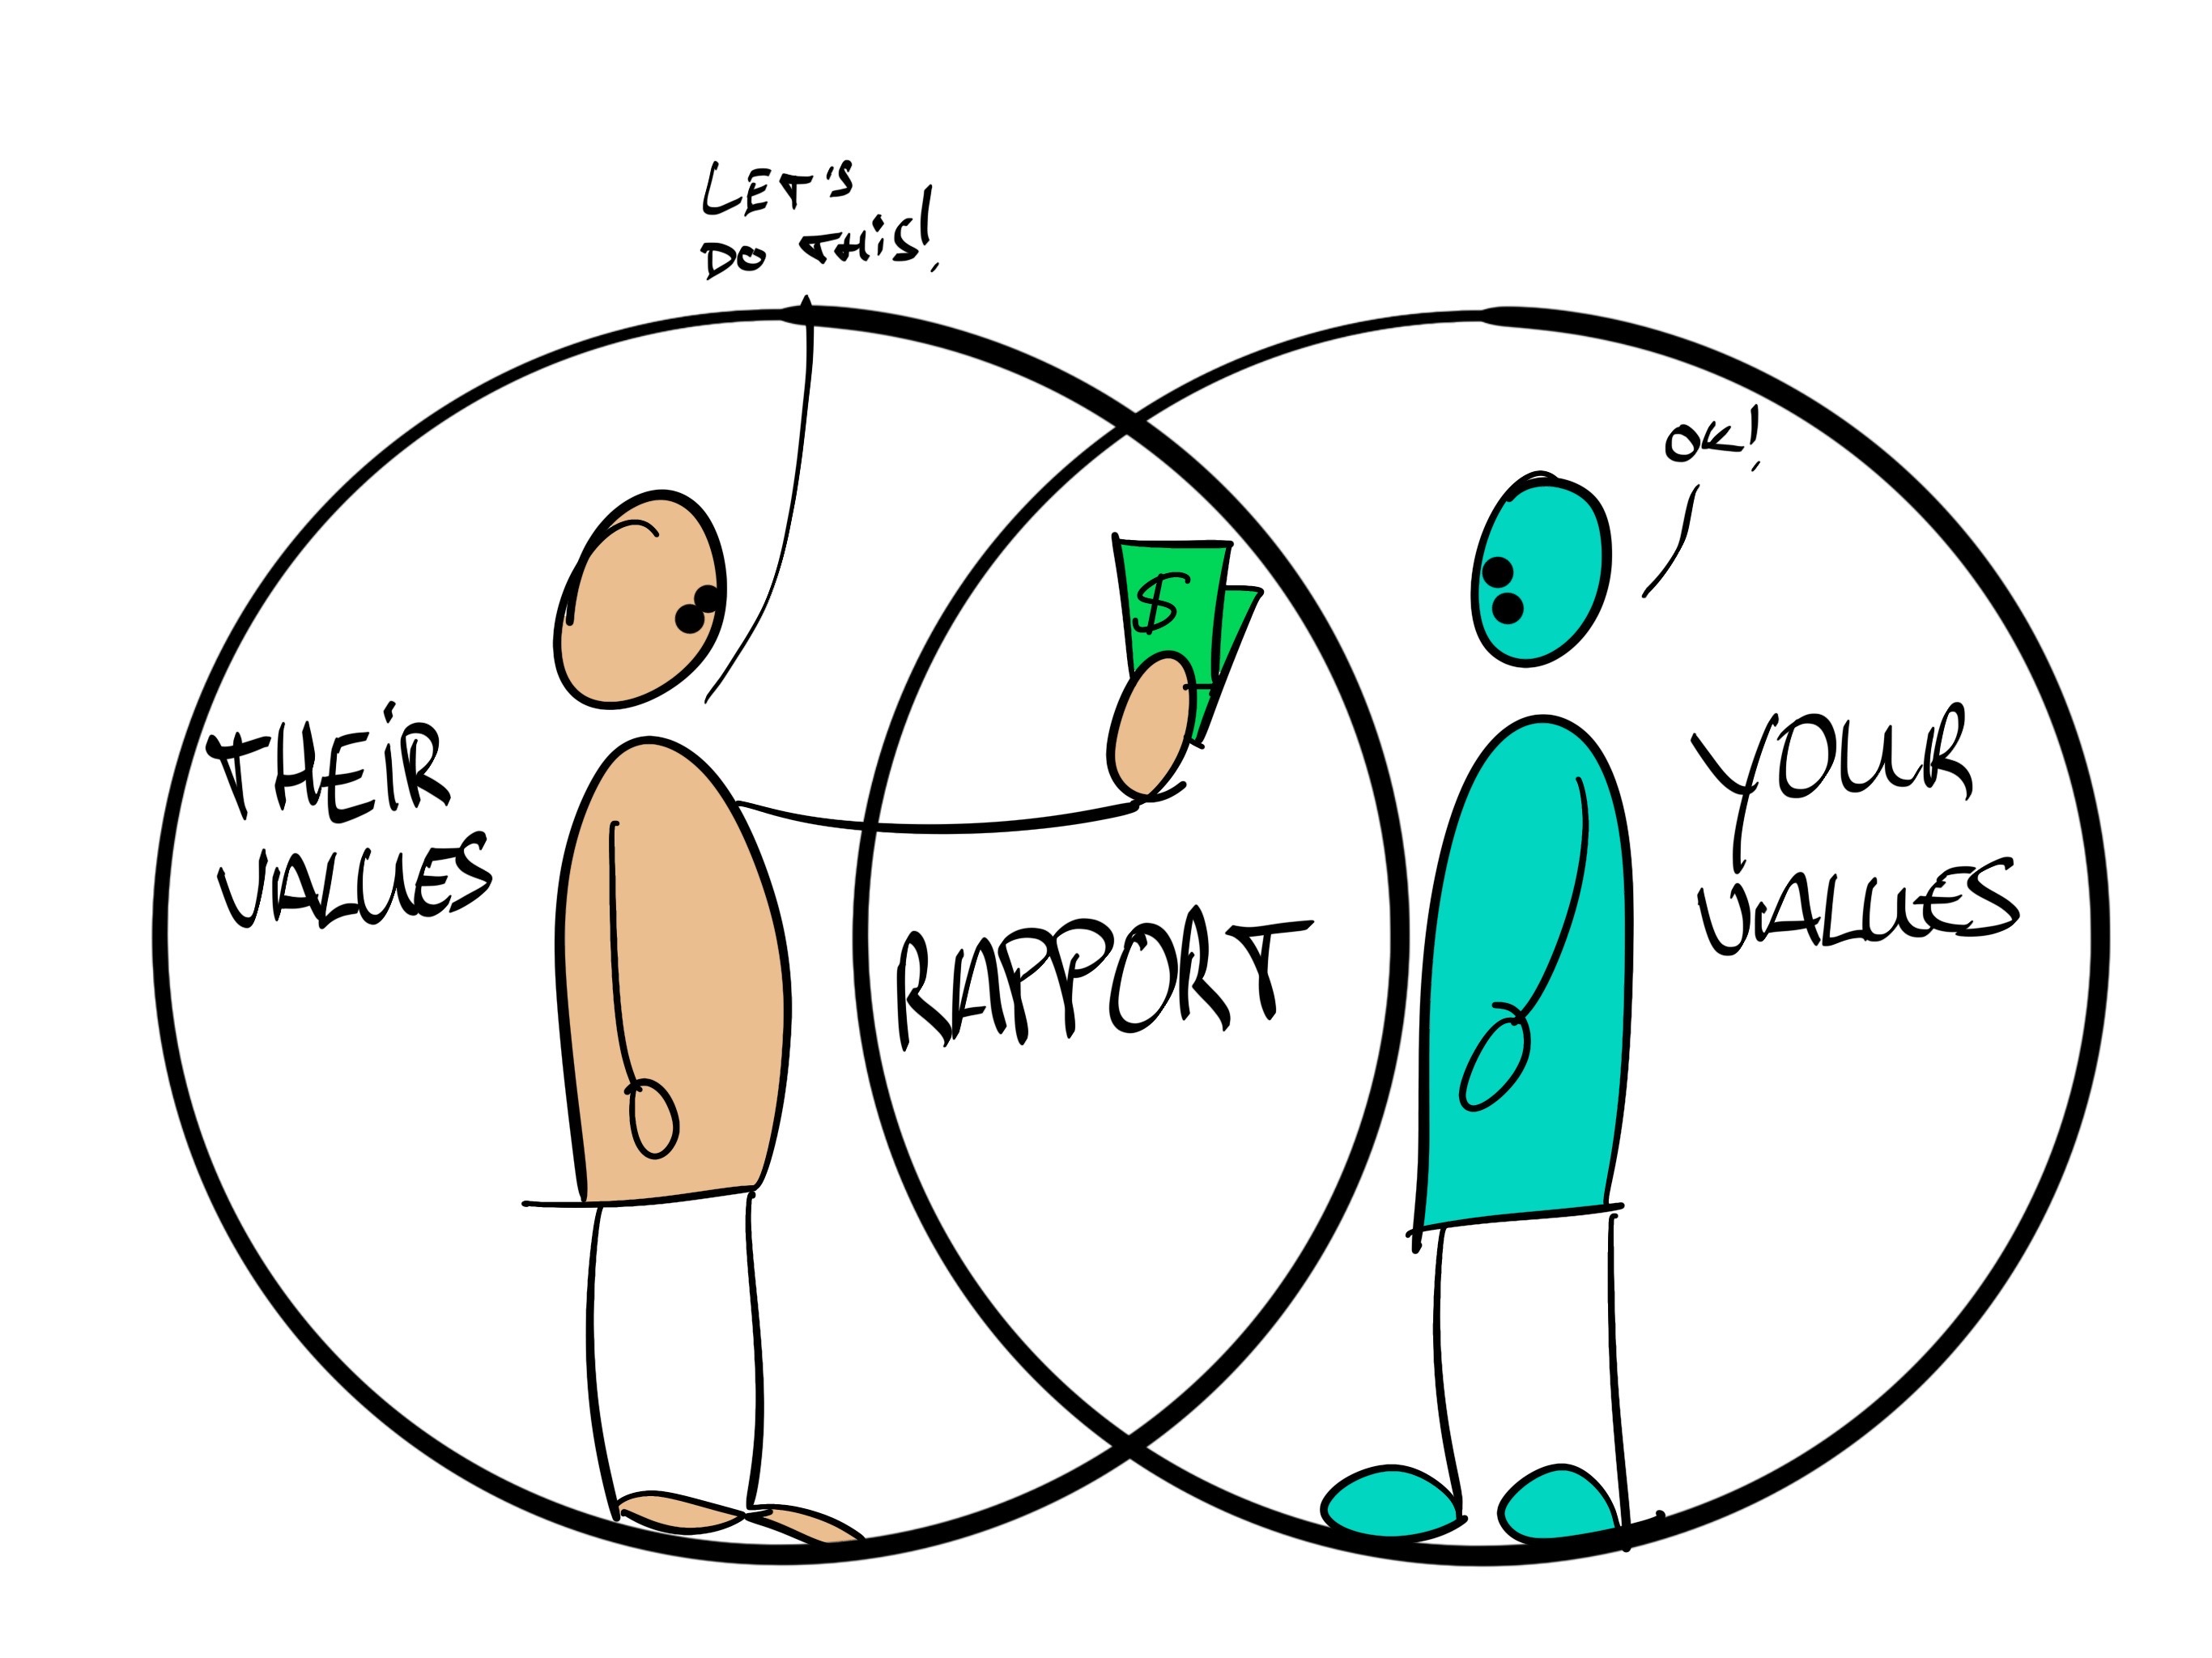 LET'S
DO THIS!
OK!
$
THEIR
VALUES
RAPPORT
YOUR
VALUES